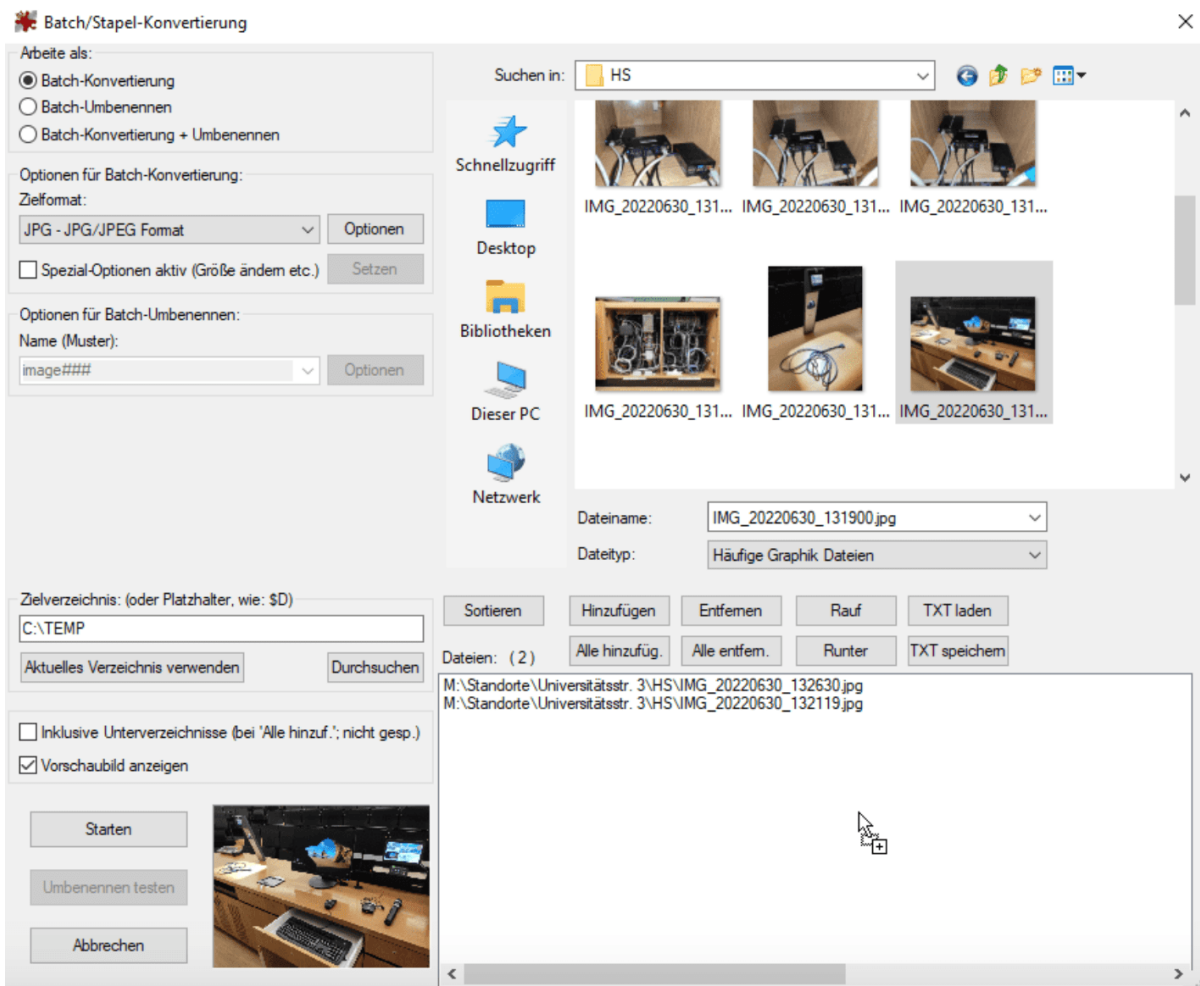 Batch/Stapel-Konvertierung
Arbeite als:
Batch-Konvertierung
Batch-Umbenennen
Batch-Konvertierung + Umbenennen
Optionen für Batch-Konvertierung:
Zielformat:
JPG - JPG/JPEG Format
Optionen
Spezial-Optionen aktiv (Größe ändern etc.)
Setzen
Optionen für Batch-Umbenennen:
Name (Muster):
image###
Optionen
Zielverzeichnis: (oder Platzhalter, wie: $D)
C:\TEMP
Aktuelles Verzeichnis verwenden
Durchsuchen
Inklusive Unterverzeichnisse (bei 'Alle hinzuf.'; nicht gesp.)
Vorschaubild anzeigen
Starten
Umbenennen testen
Abbrechen
Suchen in:
HS
Schnellzugriff
Desktop
Bibliotheken
Dieser PC
Netzwerk
IMG_20220630_131... IMG_20220630_131... IMG_20220630_131...
IMG_20220630_131... IMG_20220630_131... IMG_20220630_131...
Dateiname:
IMG_20220630_131900.jpg
Dateityp:
Häufige Graphik Dateien
Sortieren
Hinzufügen
Entfernen
Rauf
TXT laden
Dateien: ( 2 )
Alle hinzufüg.
Alle entfern.
Runter
TXT speichern
M:\Standorte\Universitätsstr. 3\HS\IMG_20220630_132630.jpg
M:\Standorte\Universitätsstr. 3\HS\IMG_20220630_132119.jpg